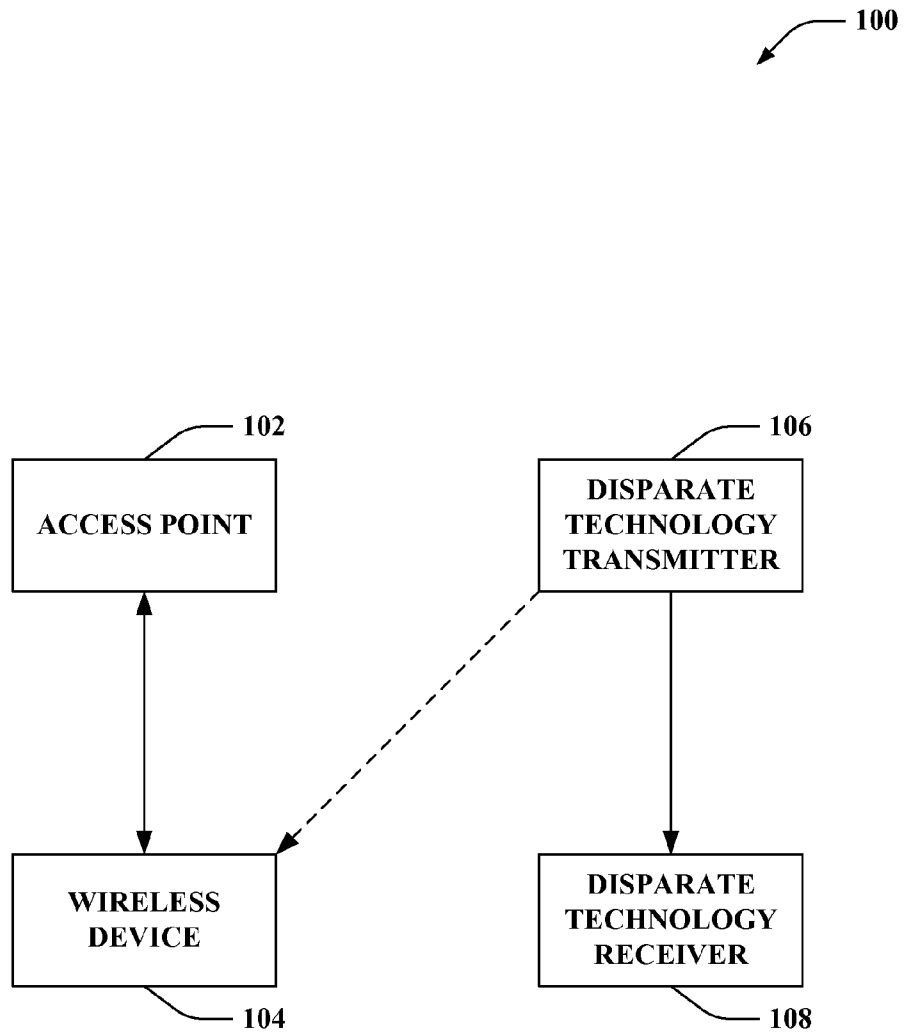 100
102
ACCESS POINT
106
DISPARATE
TECHNOLOGY
TRANSMITTER
WIRELESS
DEVICE
104
DISPARATE
TECHNOLOGY
RECEIVER
108